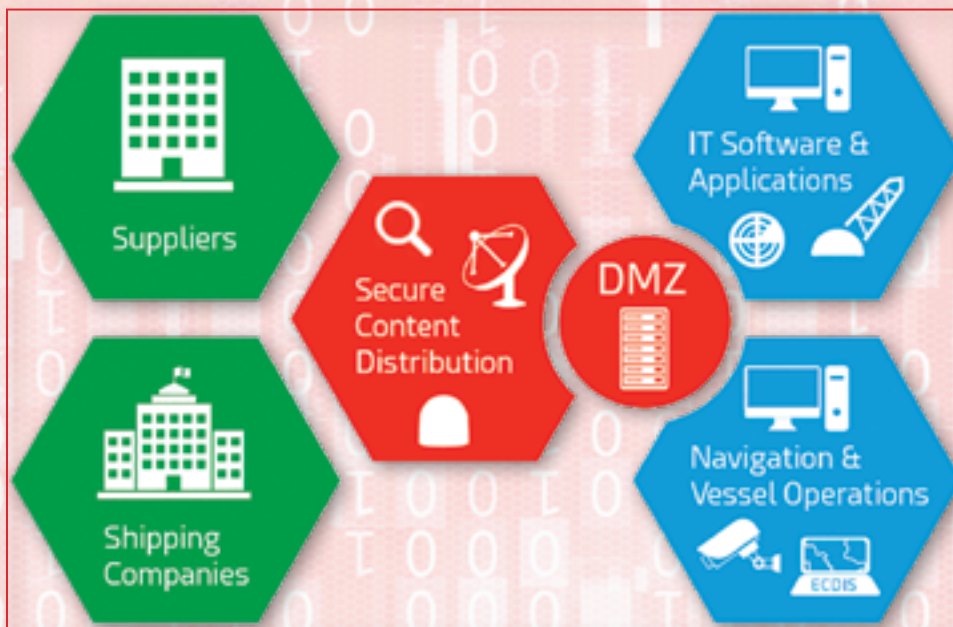 Suppliers
Shipping
Companies
Secure
Content
Distribution
DMZ
IT Software &
Applications
Navigation &
Vessel Operations
ECDIS